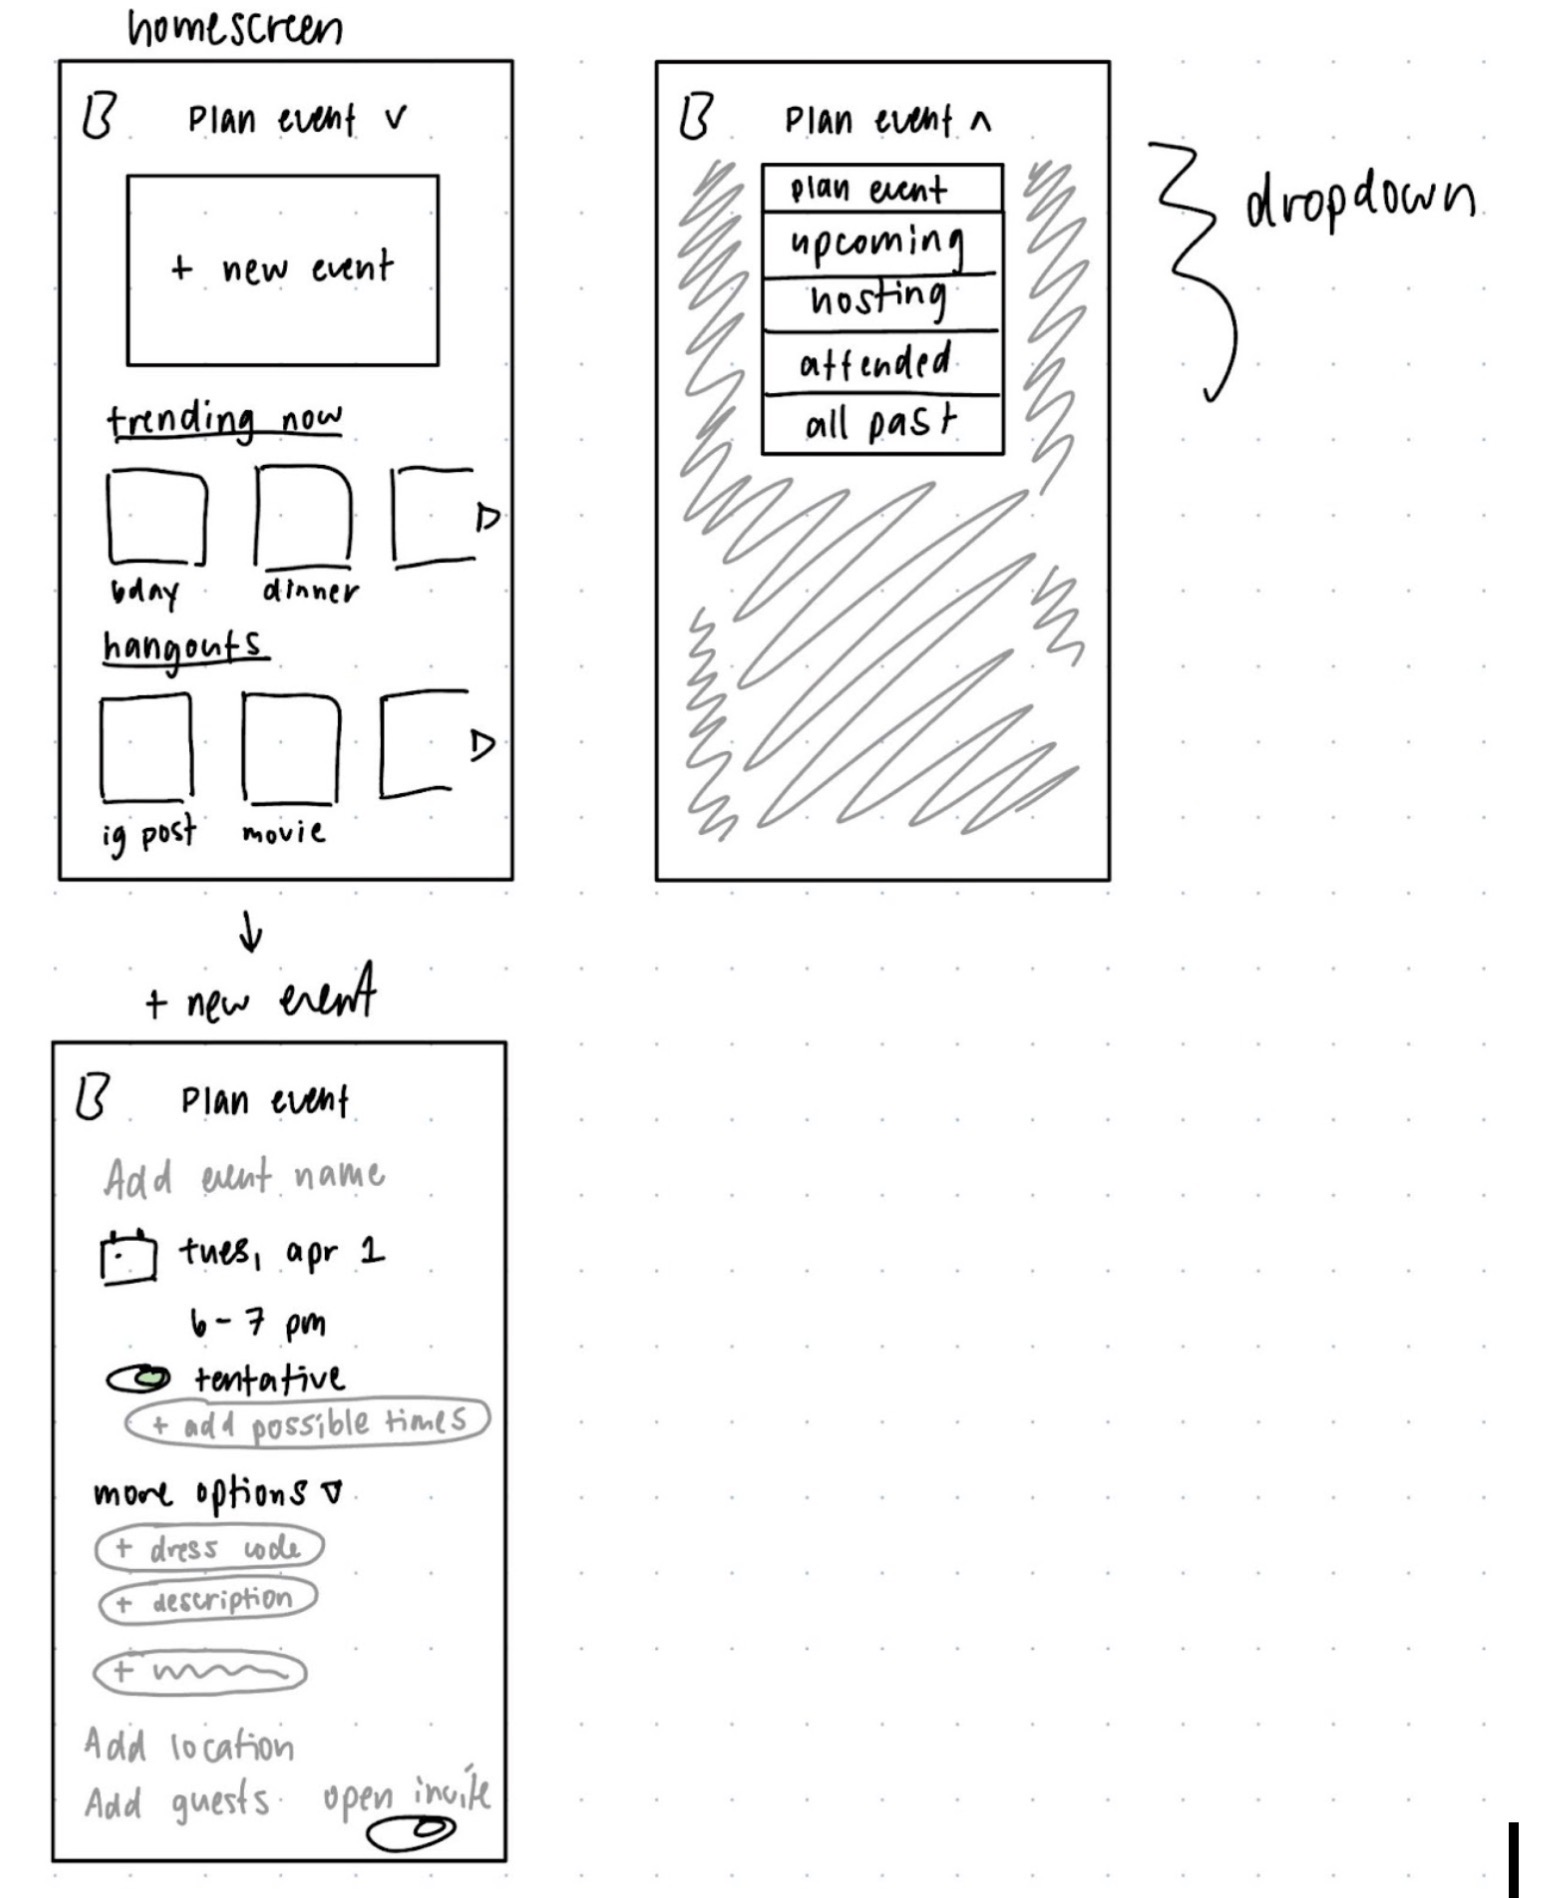 homescreen
B Plan event v
+ new event
trending now
bday dinner
hangouts
ig post movie
B Plan event ^
plan event
upcoming
hosting
attended
all past
dropdown
+ new event
B Plan event
Add event name
tues, apr 1
6-7 pm
tentative
+ add possible times
more options ▽
+ dress code
+ description
+
Add location
Add guests open invite